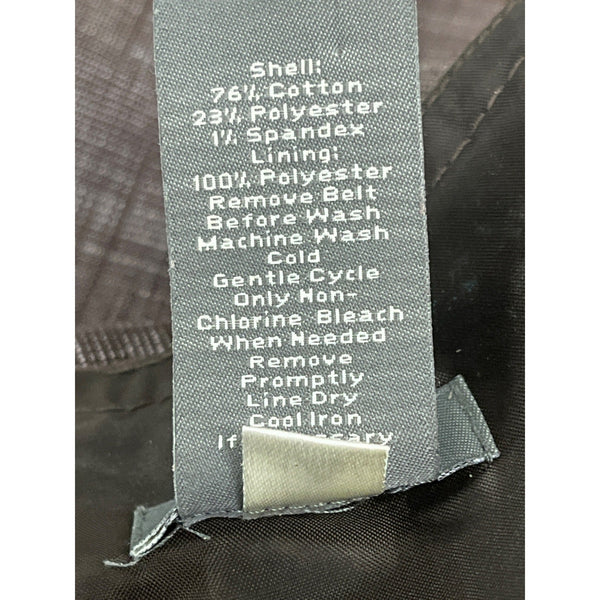 Shell:
76% Cotton
23% Polyester
1% Spandex
Lining:
100% Polyester
Remove Belt
Before Wash
Machine Wash
Cold
Gentle Cycle
Only Non-
Chlorine Bleach
When Needed
Remove
Promptly
Line Dry
Cool Iron
If